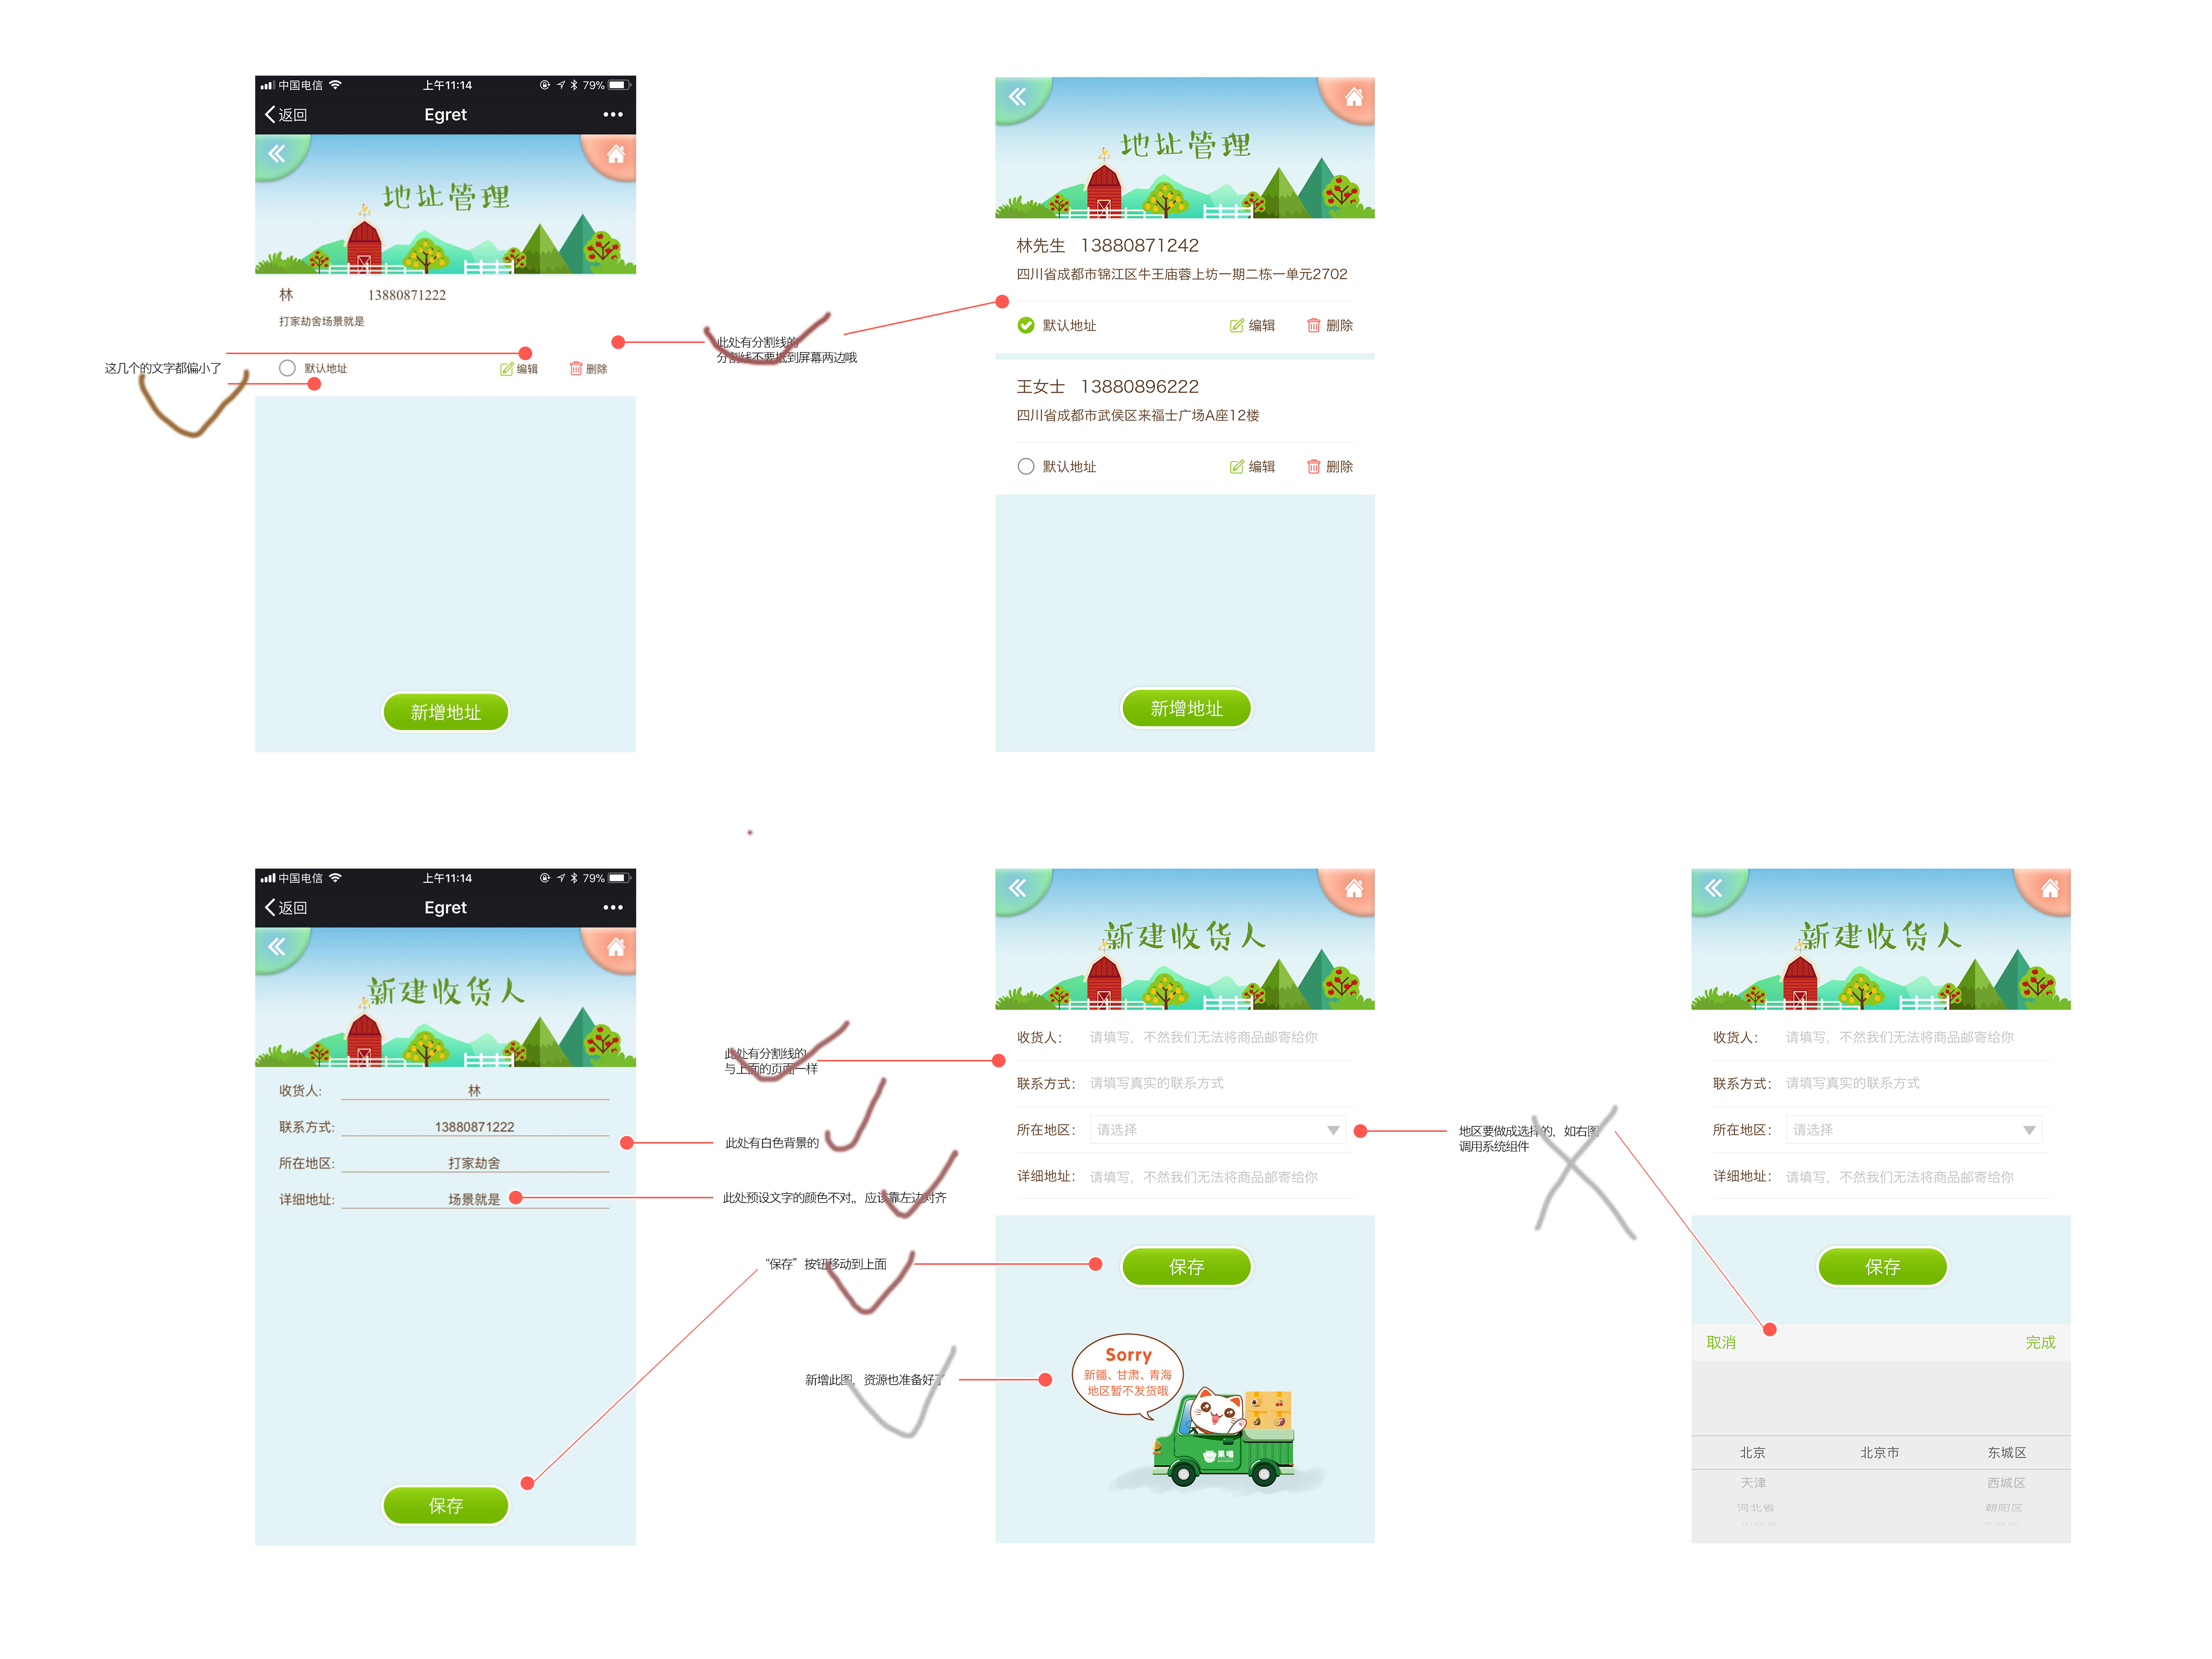 中国电信
上午11:14
79%
返回
Egret
地址管理
林 13880871222
打家劫舍场景就是
默认地址
编辑
删除
新增地址
这几个的文字都偏小了
此处有分割线的
分割线不要抵到屏幕两边哦
地址管理
林先生 13880871242
四川省成都市锦江区牛王庙蓉上坊一期二栋一单元2702
默认地址
编辑
删除
王女士 13880896222
四川省成都市武侯区来福士广场A座12楼
默认地址
编辑
删除
新增地址
中国电信
上午11:14
79%
返回
Egret
新建收货人
收货人: 林
联系方式: 13880871222
所在地区: 打家劫舍
详细地址: 场景就是
保存
此处有分割线的
与上面的页面一样
此处有白色背景的
此处预设文字的颜色不对,, 应该靠左边对齐
“保存”按钮移动到上面
新增此图，资源也准备好了
新建收货人
收货人： 请填写，不然我们无法将商品邮寄给你
联系方式： 请填写真实的联系方式
所在地区： 请选择
详细地址： 请填写，不然我们无法将商品邮寄给你
保存
Sorry
新疆、甘肃、青海
地区暂不发货哦
果喵
地区要做成选择的，如右图
调用系统组件
新建收货人
收货人： 请填写，不然我们无法将商品邮寄给你
联系方式： 请填写真实的联系方式
所在地区： 请选择
详细地址： 请填写，不然我们无法将商品邮寄给你
保存
取消
完成
北京 北京市 东城区
天津 西城区
河北省 朝阳区